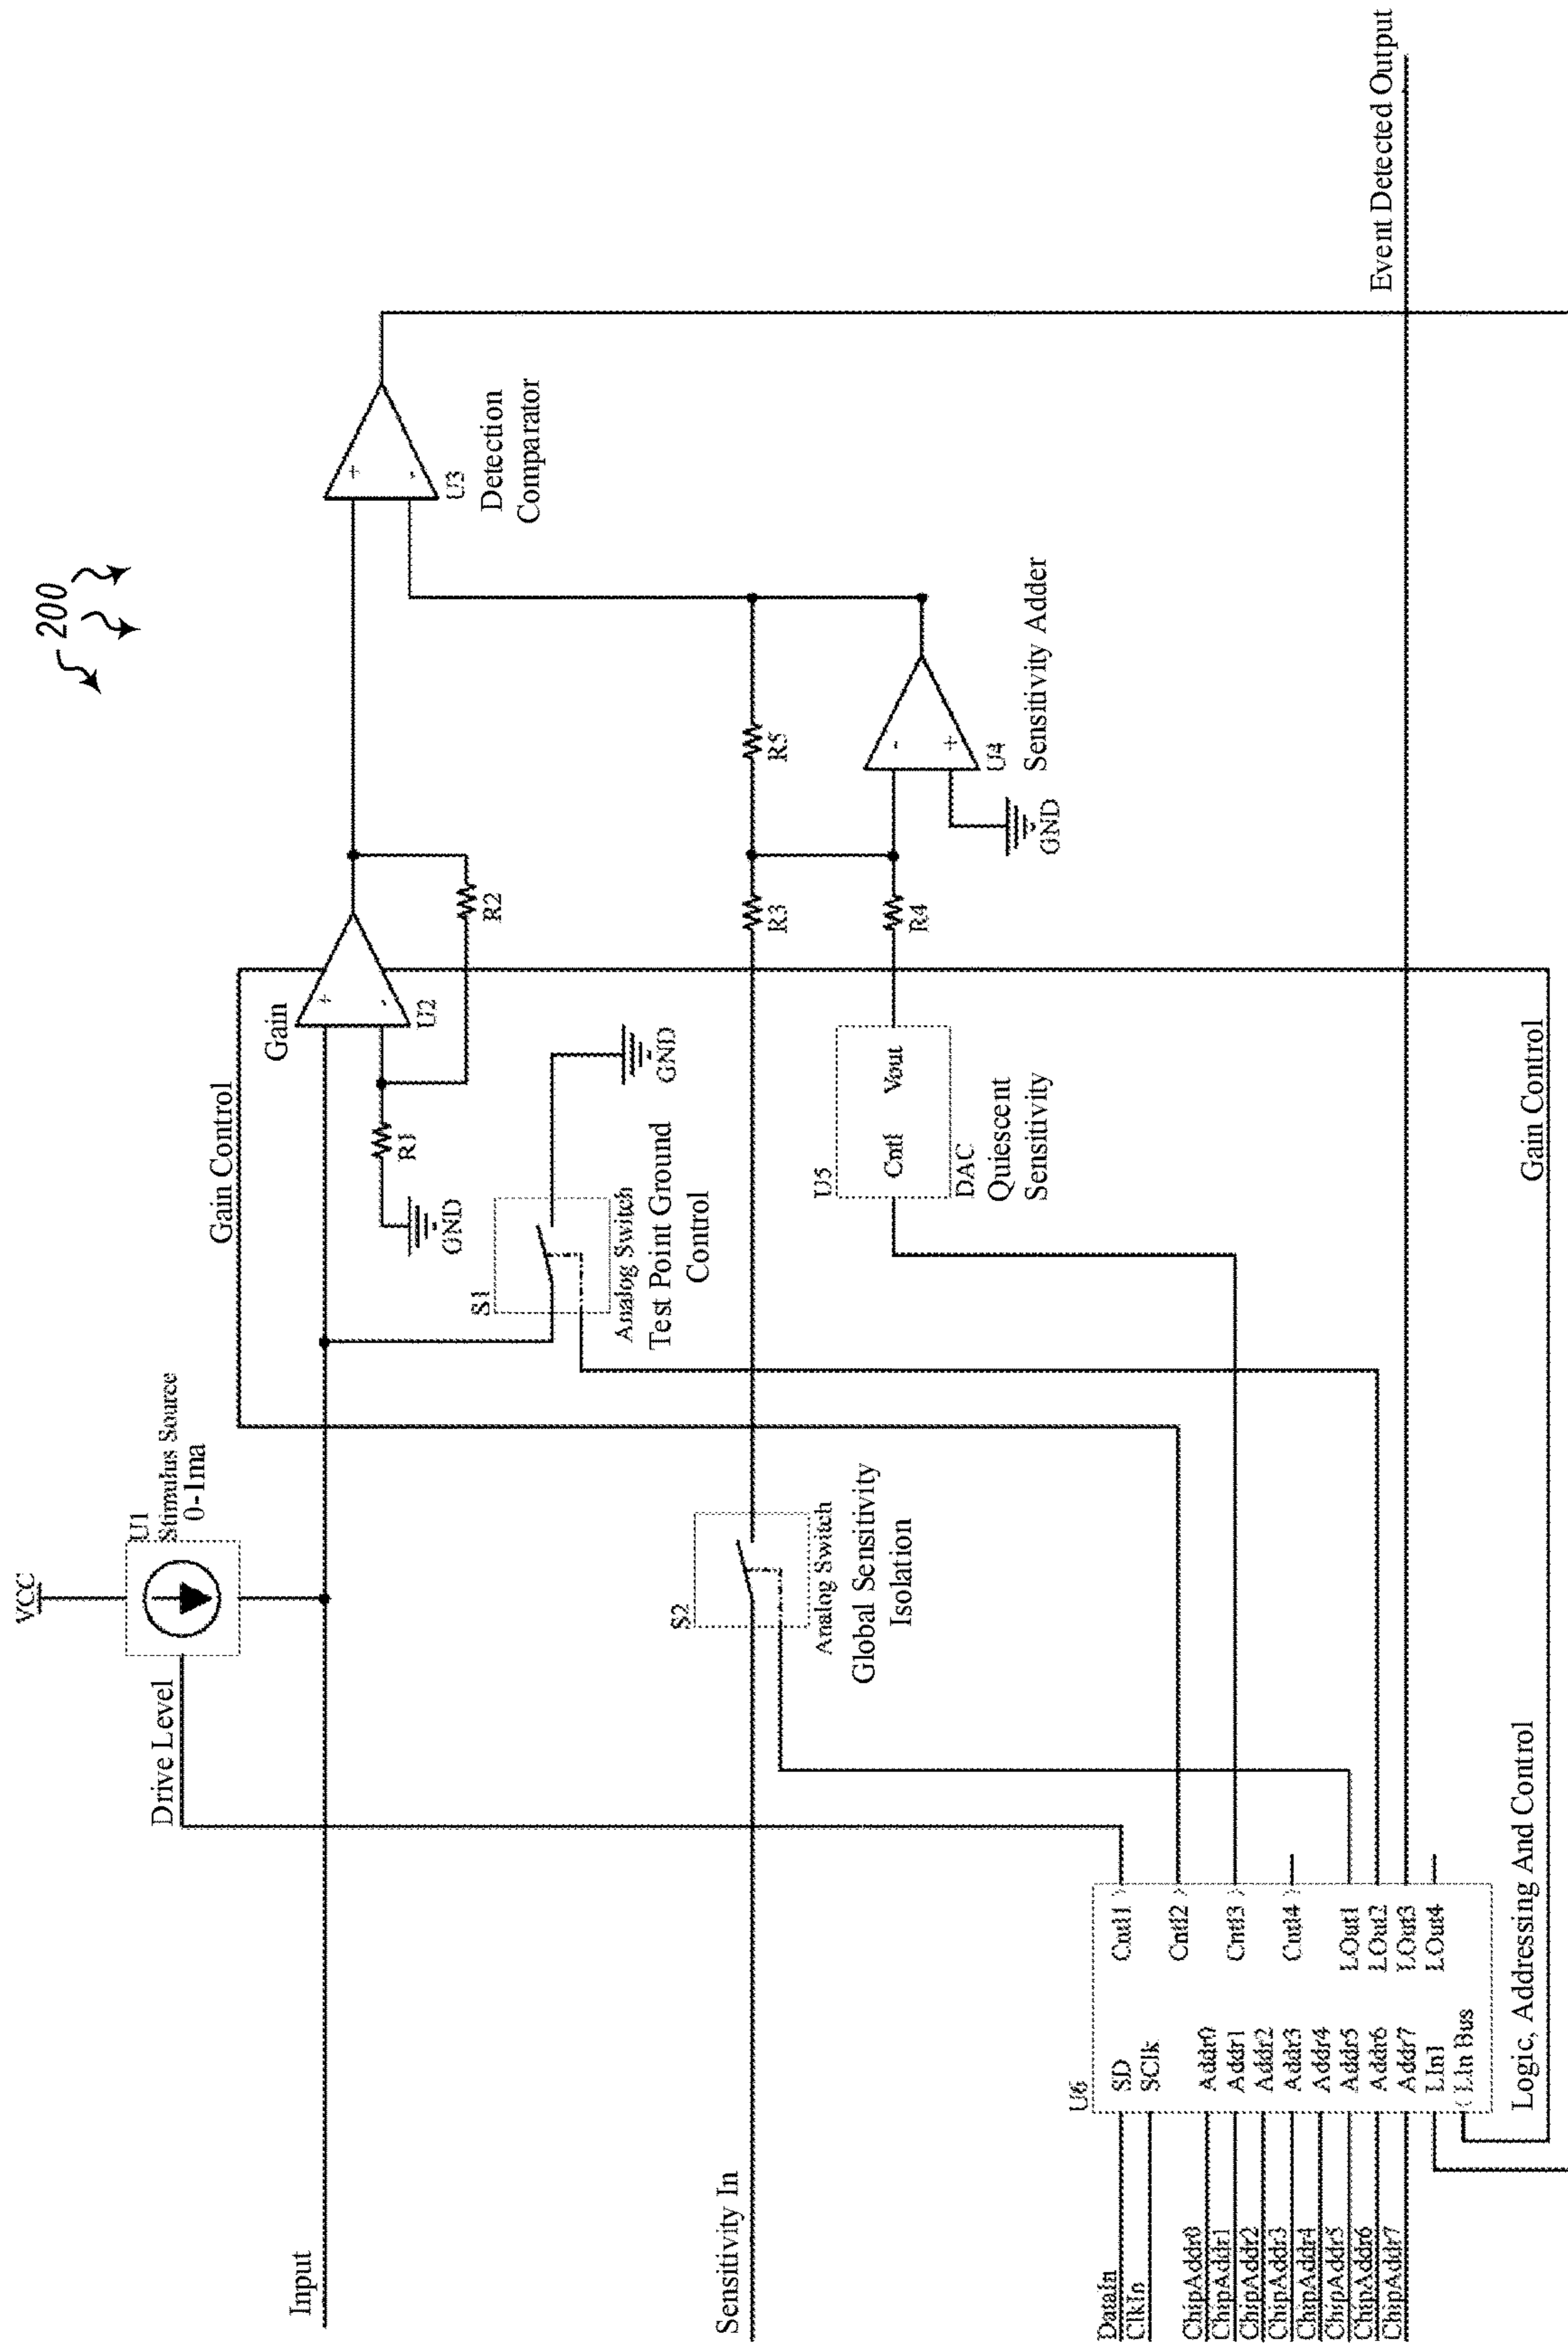 200
VCC
U1
Stimulus Source
0-1ma
Drive Level
Input
Gain Control
Gain
U2
R1
GND
R2
S1
Analog Switch
Test Point Ground
Control
GND
U3
Detection
Comparator
Sensitivity In
S2
Analog Switch
Global Sensitivity
Isolation
R3
R5
R4
U4
Sensitivity Adder
GND
U5
Cntl
Vout
DAC
Quiescent
Sensitivity
U6
DataIn
ClkIn
ChipAddr0
ChipAddr1
ChipAddr2
ChipAddr3
ChipAddr4
ChipAddr5
ChipAddr6
ChipAddr7
SD
SClk
Addr0
Addr1
Addr2
Addr3
Addr4
Addr5
Addr6
Addr7
LIn1
LIn Bus
Cntl1
Cntl2
Cntl3
Cntl4
LOut1
LOut2
LOut3
LOut4
Logic, Addressing And Control
Gain Control
Event Detected Output